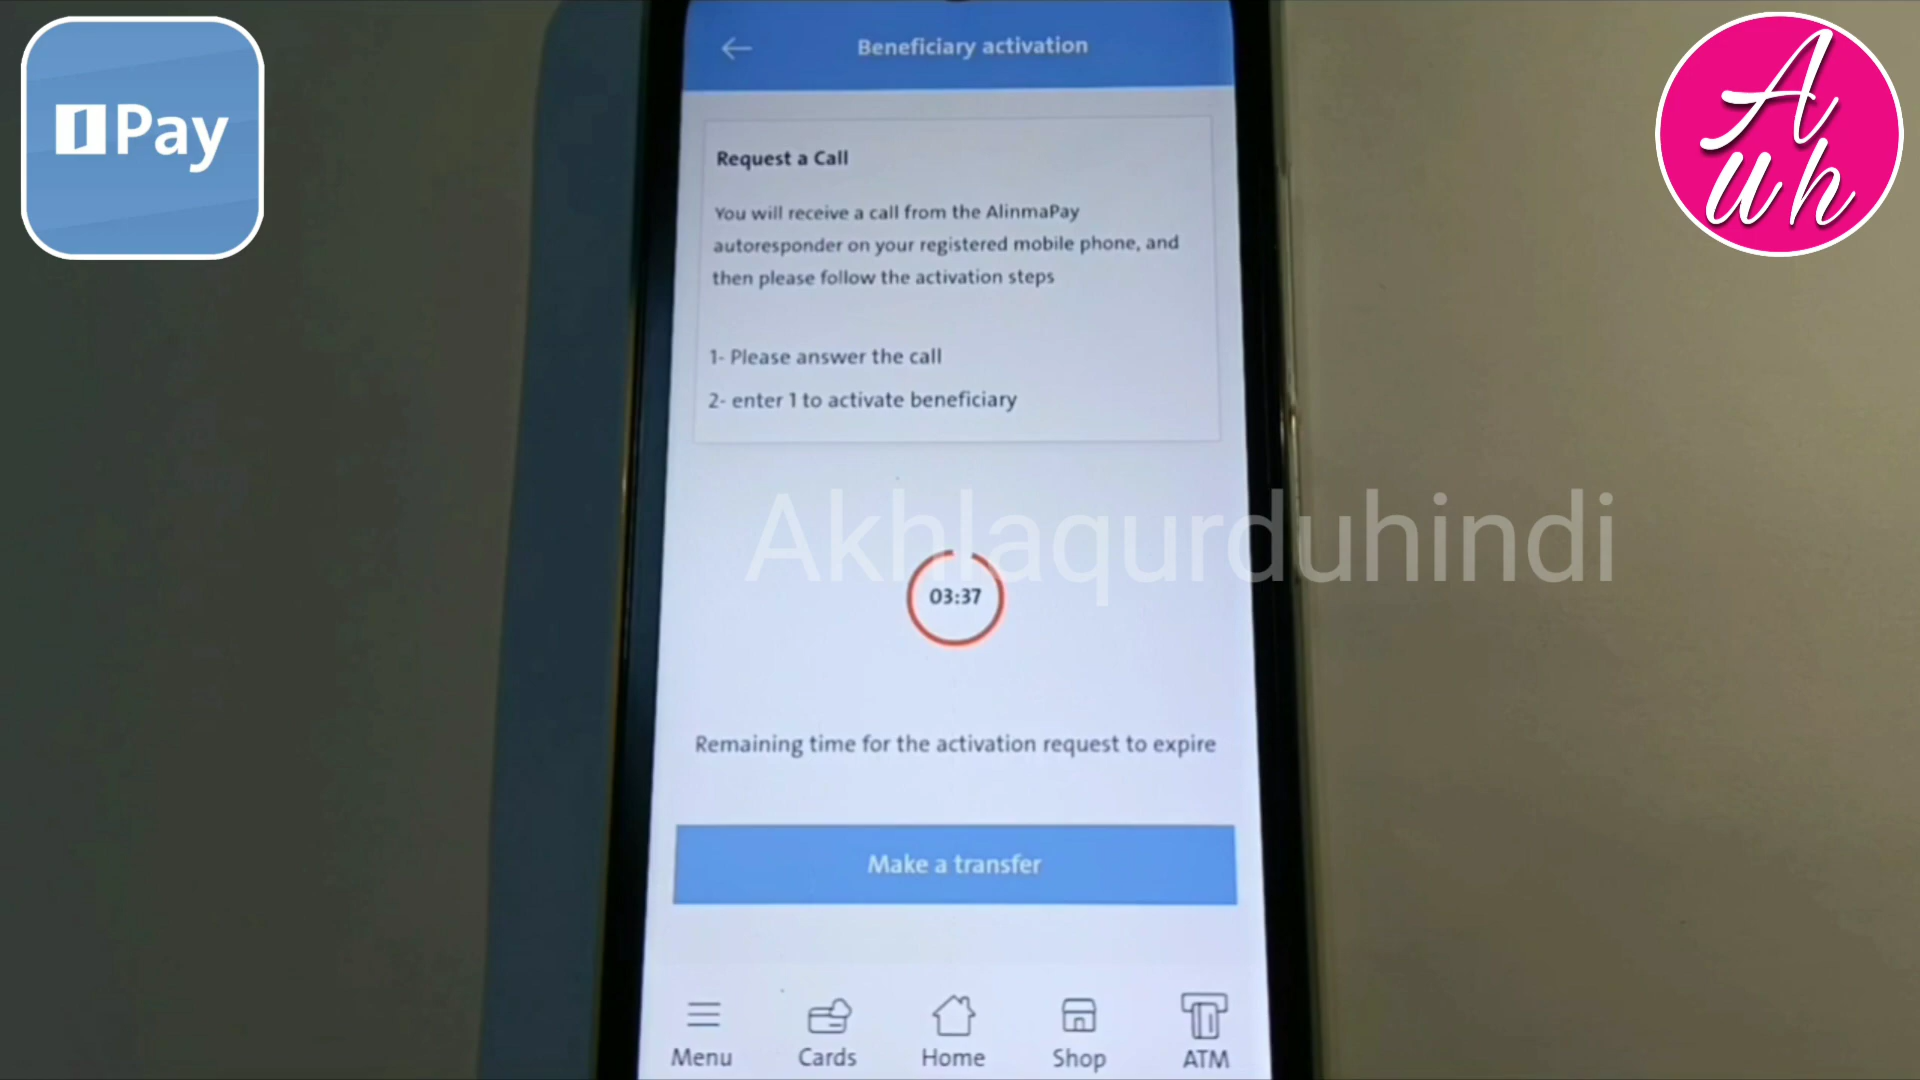 Pay
Beneficiary activation
A
uh
Request a Call
You will receive a call from the AlinmaPay
autoresponder on your registered mobile phone, and
then please follow the activation steps
1- Please answer the call
2- enter 1 to activate beneficiary
Akhlaqurduhindi
03:37
Remaining time for the activation request to expire
Make a transfer
Menu
Cards
Home
Shop
ATM